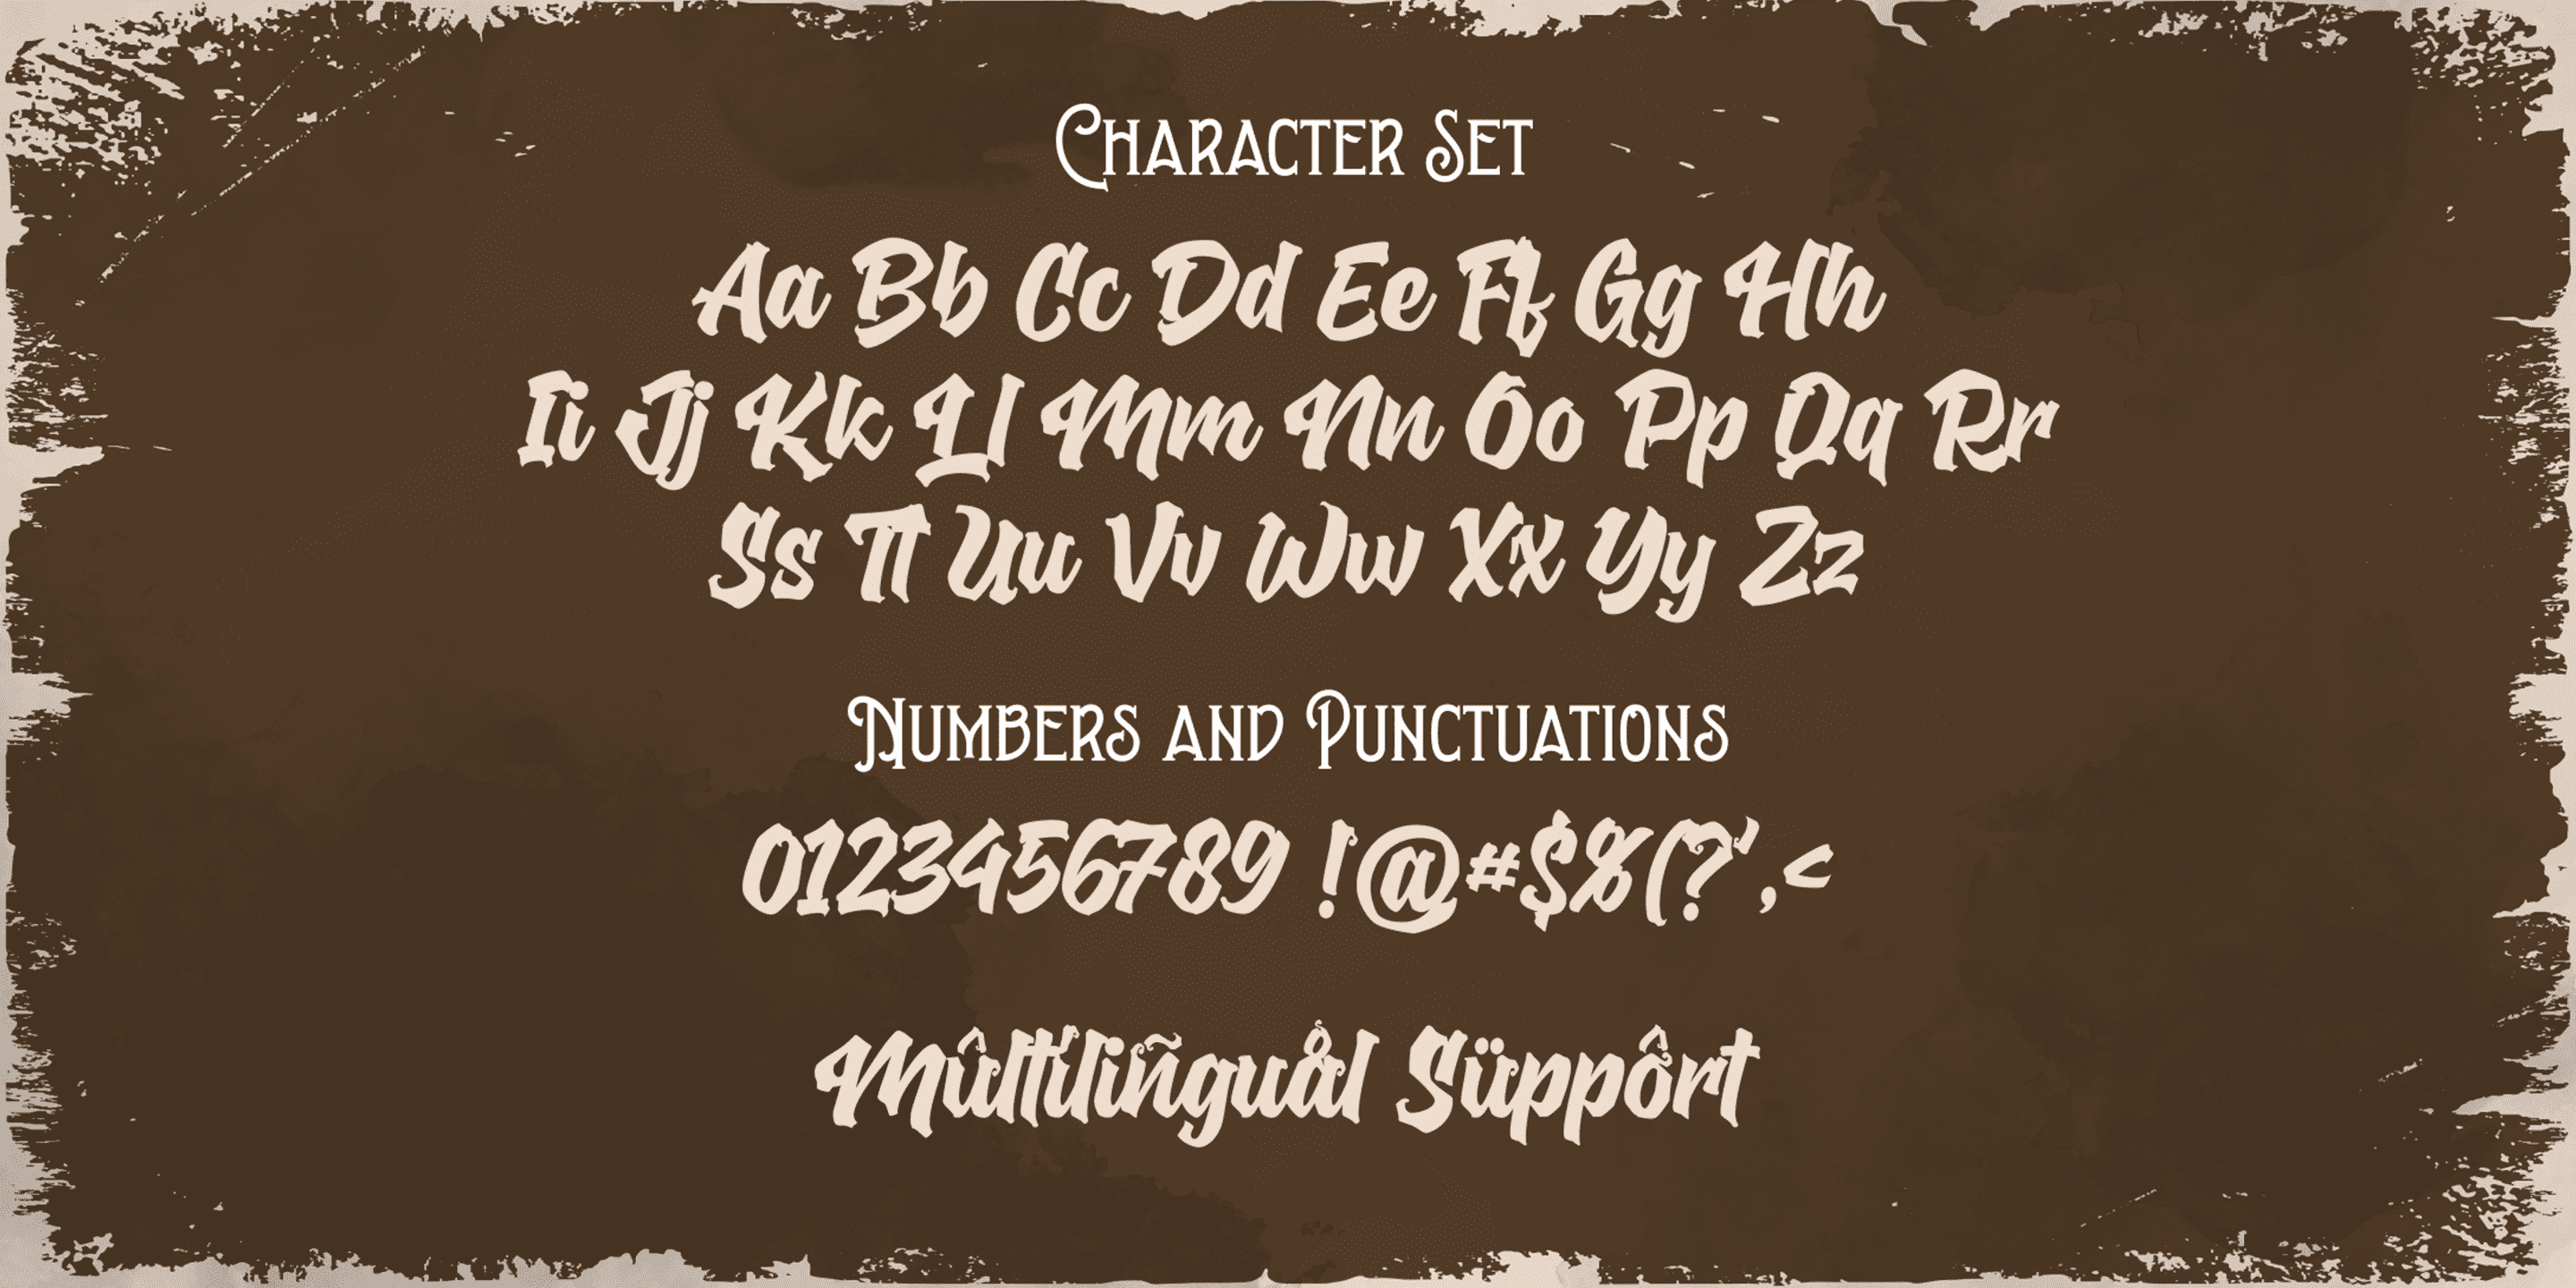 Character Set
Aa Bb Cc Dd Ee Ff Gg Hh
Ii Jj Kk Ll Mm Nn Oo Pp Qq Rr
Ss Tt Uu Vv Ww Xx Yy Zz
Numbers and Punctuations
0123456789 !@#$%(?',<
Mûltílíñguål Süppôrt